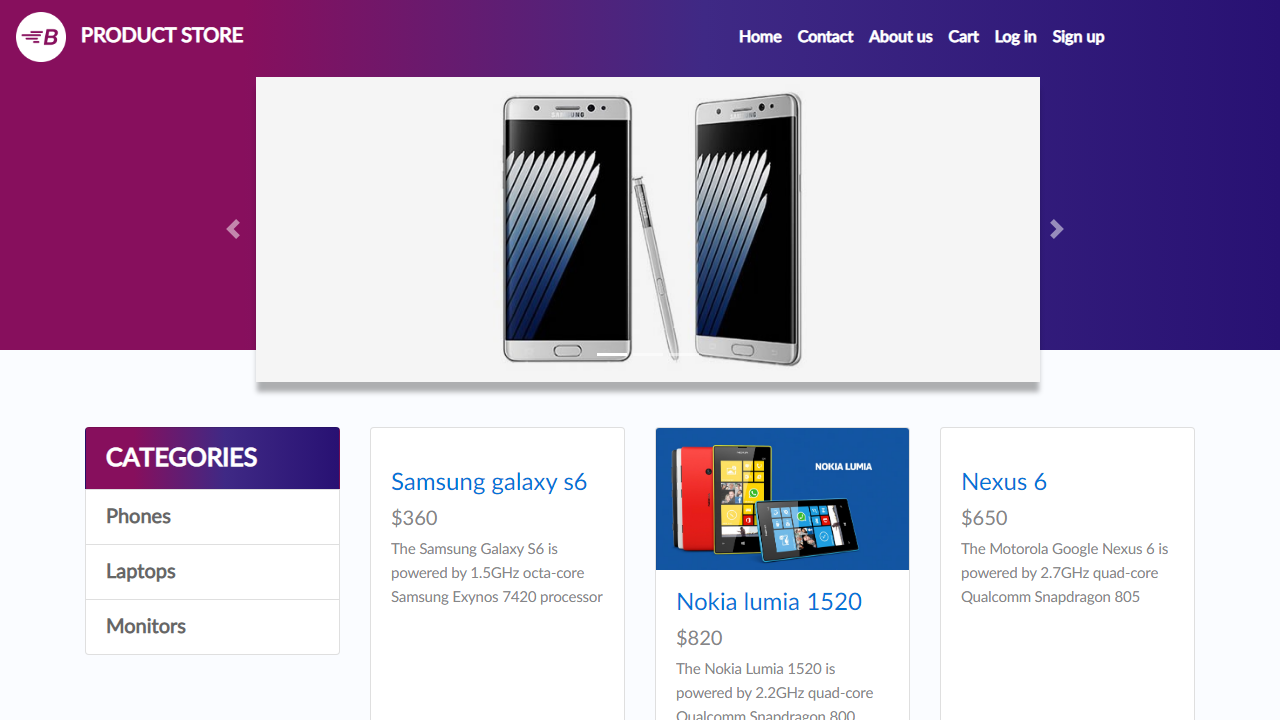 B PRODUCT STORE
Home Contact About us Cart Log in Sign up
SAMSUNG
CATEGORIES
Phones
Laptops
Monitors
Samsung galaxy s6
$360
The Samsung Galaxy S6 is
powered by 1.5GHz octa-core
Samsung Exynos 7420 processor
NOKIA LUMIA
Nokia lumia 1520
$820
The Nokia Lumia 1520 is
powered by 2.2GHz quad-core
Qualcomm Snapdragon 800
Nexus 6
$650
The Motorola Google Nexus 6 is
powered by 2.7GHz quad-core
Qualcomm Snapdragon 805